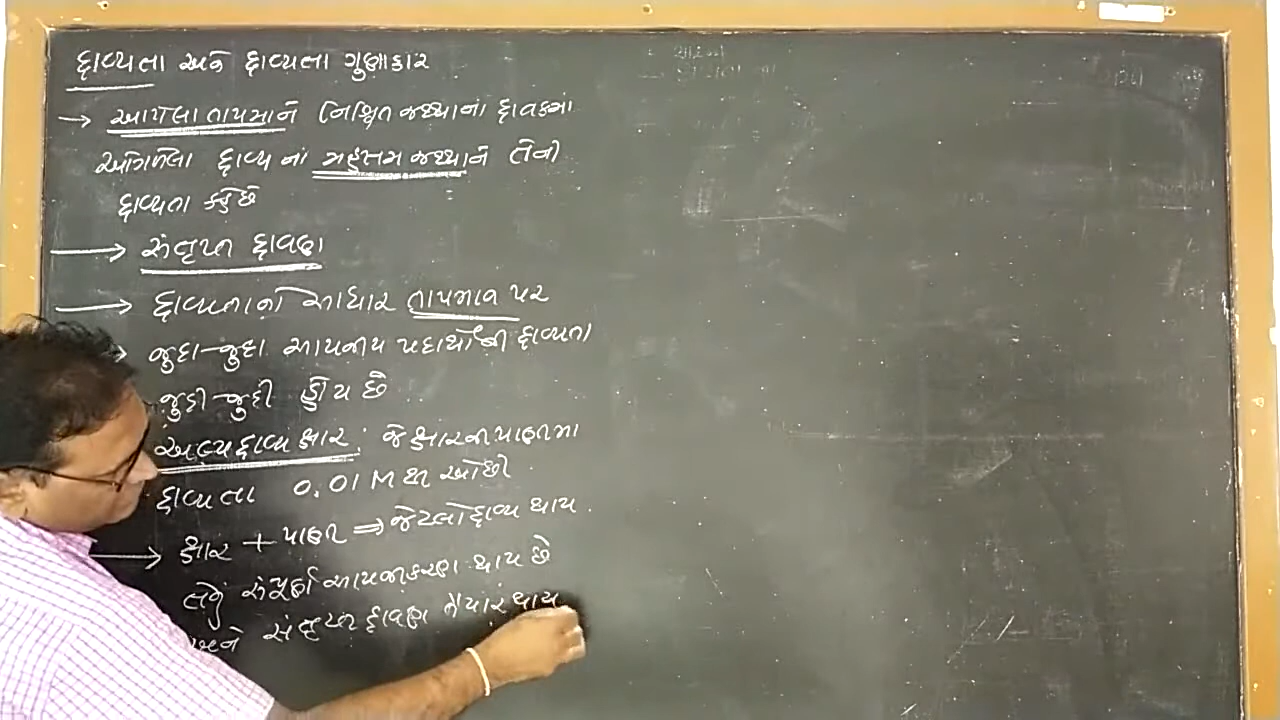 દ્રાવ્યતા અને દ્રાવ્યતા ગુણાકાર
→ આપેલા તાપમાને નિશ્ચિત જથ્થાનાં દ્રાવકમાં
ઓગળેલા દ્રાવ્ય નાં મહત્તમ જથ્થાને તેની
દ્રાવ્યતા કહે છે
→ સંતૃપ્ત દ્રાવણ
→ દ્રાવ્યતાનો આધાર તાપમાન પર
જુદા-જુદા આયનીય પદાર્થોની દ્રાવ્યતા
જુદી-જુદી હોય છે
અલ્પદ્રાવ્ય ક્ષાર : જે ક્ષારની પાણીમાં
દ્રાવ્યતા 0.01 M થી ઓછી .
→ ક્ષાર + પાણી ⇒ જેટલો દ્રાવ્ય થાય .
તેનું સંપૂર્ણ આયનીકરણ થાય છે
અને સંતૃપ્ત દ્રાવણ તૈયાર થાય